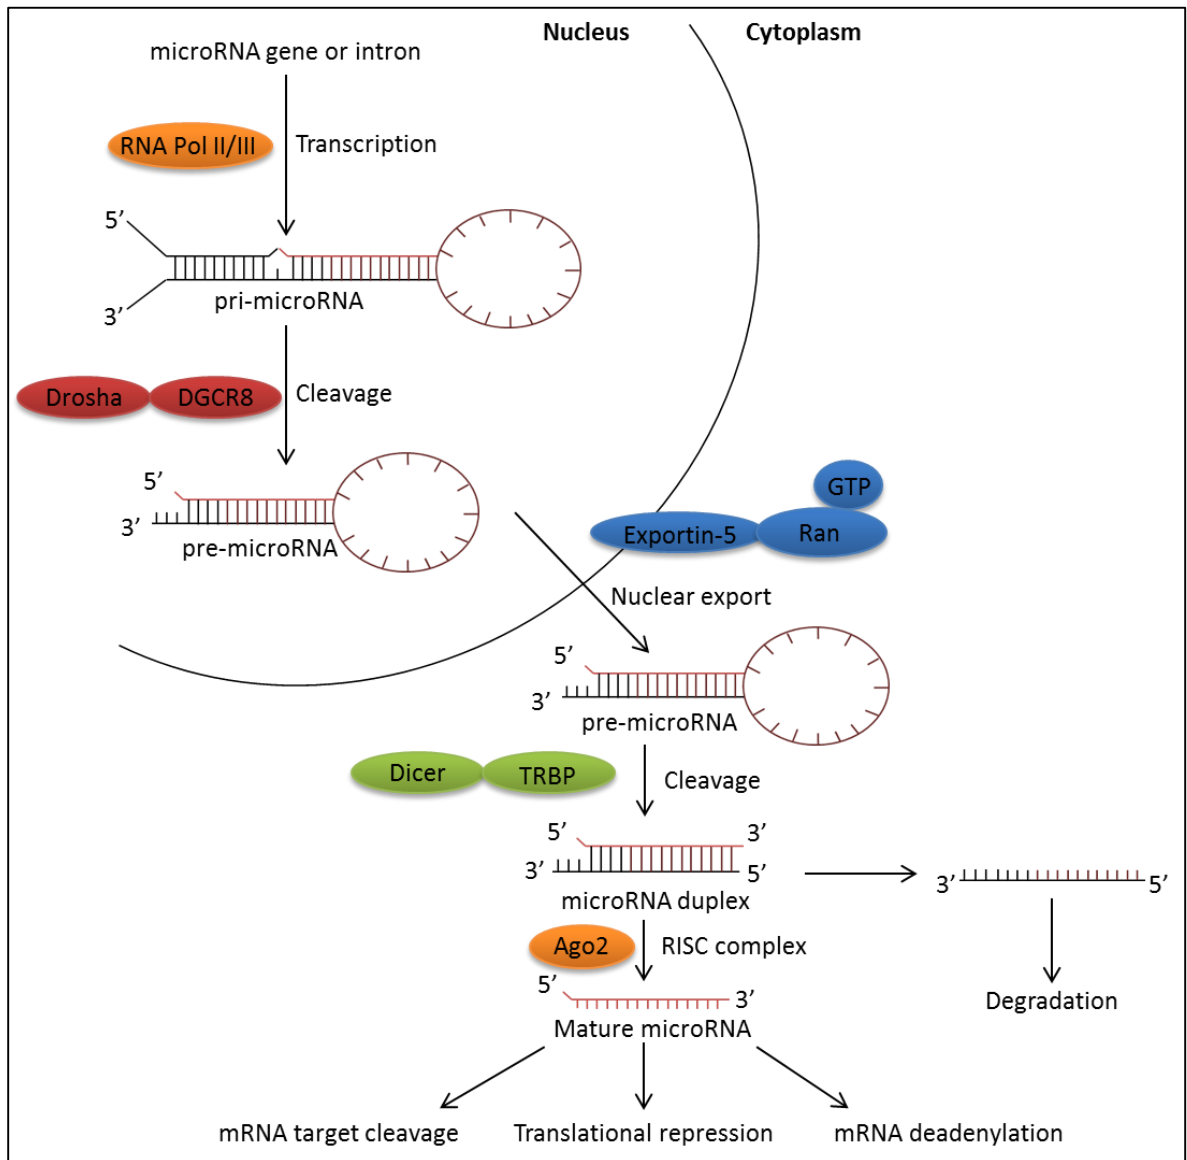 Nucleus
Cytoplasm
microRNA gene or intron
RNA Pol II/III
Transcription
5’
3’
pri-microRNA
Drosha
DGCR8
Cleavage
5’
3’
pre-microRNA
GTP
Exportin-5
Ran
Nuclear export
5’
3’
pre-microRNA
Dicer
TRBP
Cleavage
5’
3’
3’
5’
microRNA duplex
3’
5’
Ago2
RISC complex
5’
3’
Mature microRNA
Degradation
mRNA target cleavage
Translational repression
mRNA deadenylation